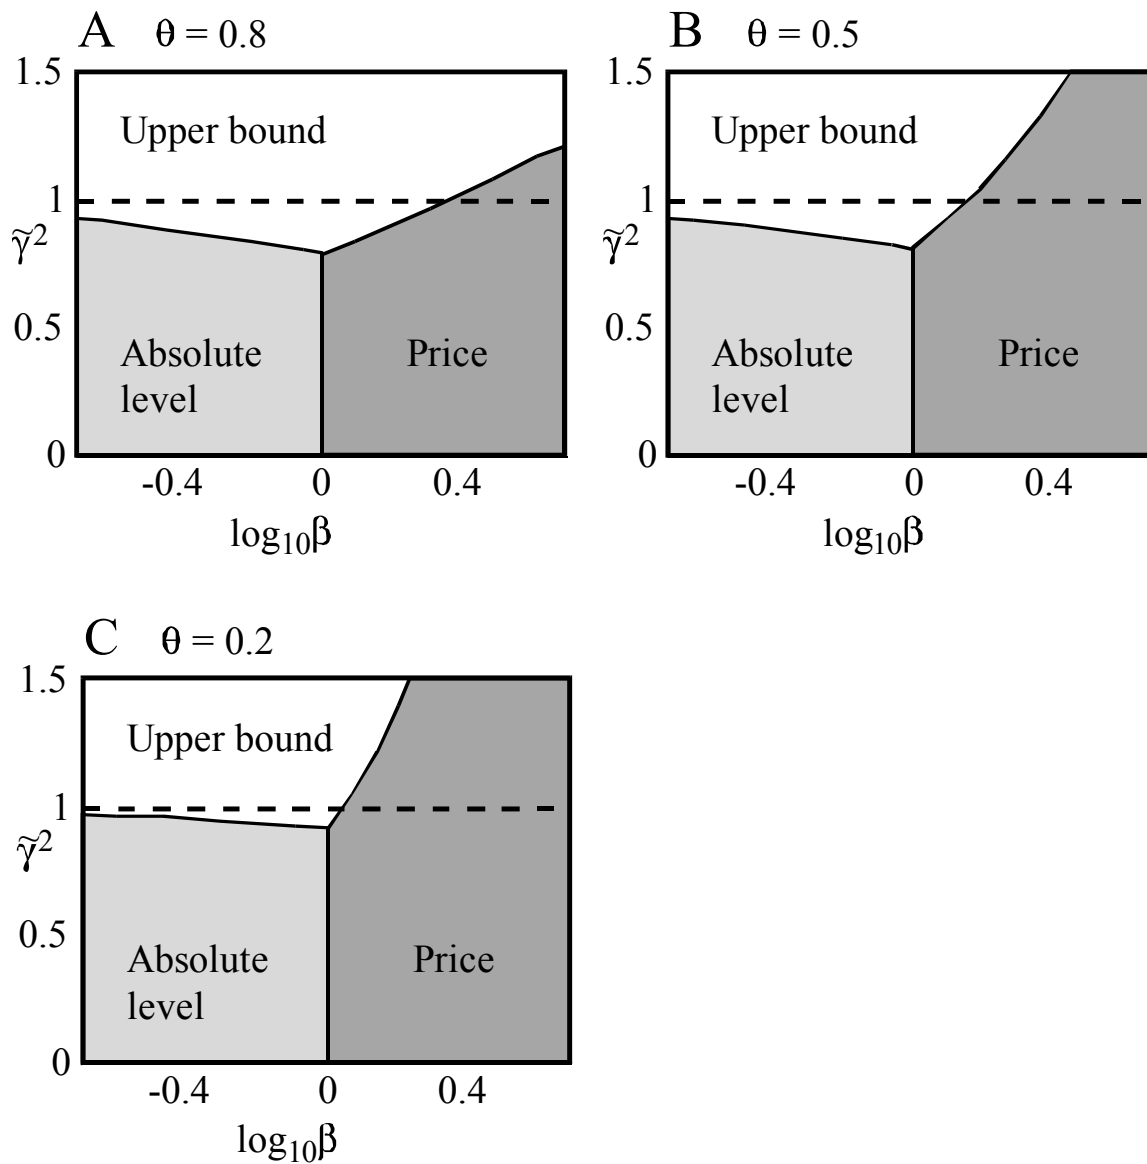 A θ = 0.8
1.5
Upper bound
1
γ̃²
0.5
Absolute
level
Price
0
-0.4 0 0.4
log₁₀β
B θ = 0.5
1.5
Upper bound
1
γ̃²
0.5
Absolute
level
Price
0
-0.4 0 0.4
log₁₀β
C θ = 0.2
1.5
Upper bound
1
γ̃²
0.5
Absolute
level
Price
0
-0.4 0 0.4
log₁₀β